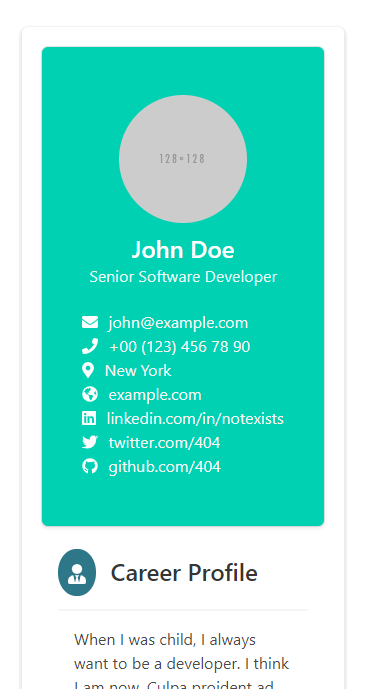 128×128
John Doe
Senior Software Developer
john@example.com
+00 (123) 456 78 90
New York
example.com
linkedin.com/in/notexists
twitter.com/404
github.com/404
Career Profile
When I was child, I always
want to be a developer. I think
I am now. Culpa proident ad